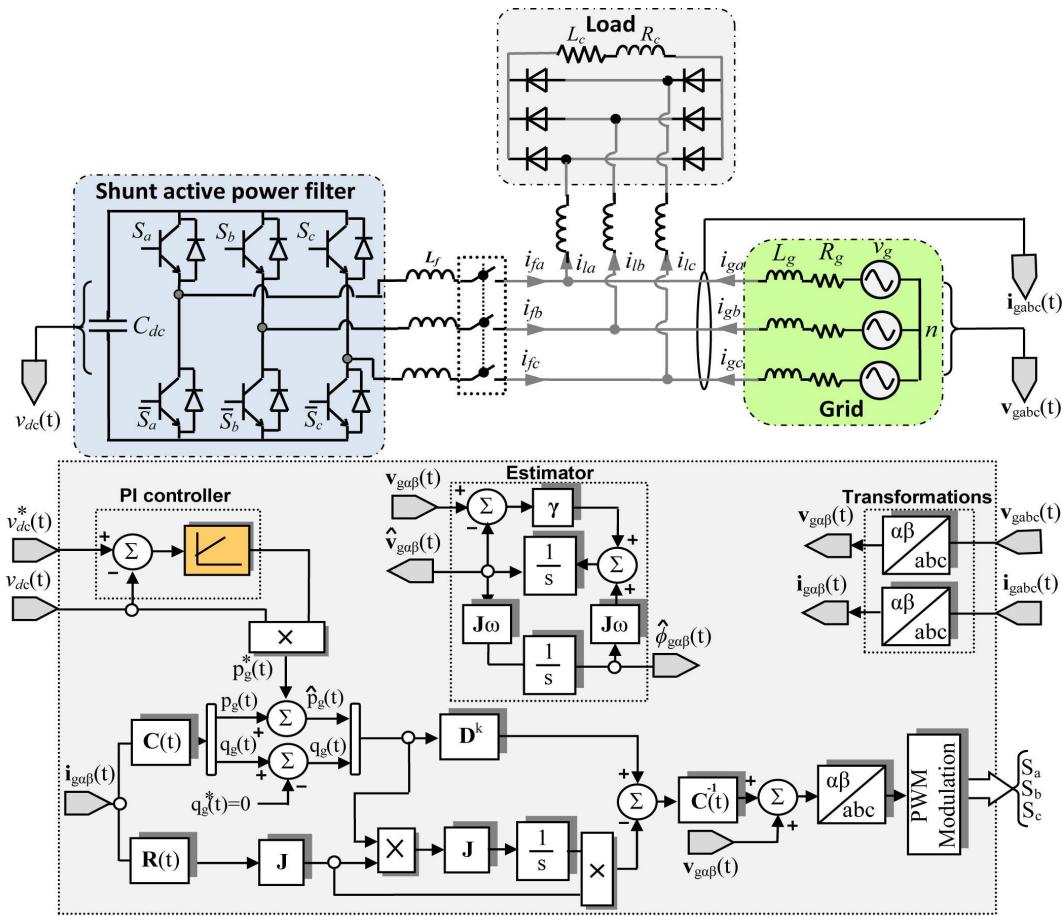 Load
L_c R_c
Shunt active power filter
S_a S_b S_c
L_f
i_fa i_la i_lb i_lc i_ga
L_g R_g v_g
C_dc
i_fb i_gb
n
i_gabc(t)
i_fc i_gc
v_dc(t)
S̅_a S̅_b S̅_c
Grid
v_gabc(t)
PI controller
Estimator
Transformations
v_dc^*(t)
+ Σ −
v_dc(t)
×
p_g^*(t)
v_gαβ(t)
+ Σ −
γ
v̂_gαβ(t)
1/s
+ Σ +
Jω
Jω
1/s
φ̂_gαβ(t)
v_gαβ(t) αβ/abc v_gabc(t)
i_gαβ(t) αβ/abc i_gabc(t)
C(t)
p_g(t) Σ p̂_g(t)
+
q_g(t) Σ q_g(t)
+ −
q_g^*(t)=0
i_gαβ(t)
D^k
+ Σ −
C(t)^-1
+ Σ +
v_gαβ(t)
αβ/abc
PWM Modulation
S_a
S_b
S_c
R(t)
J
×
J
1/s
×